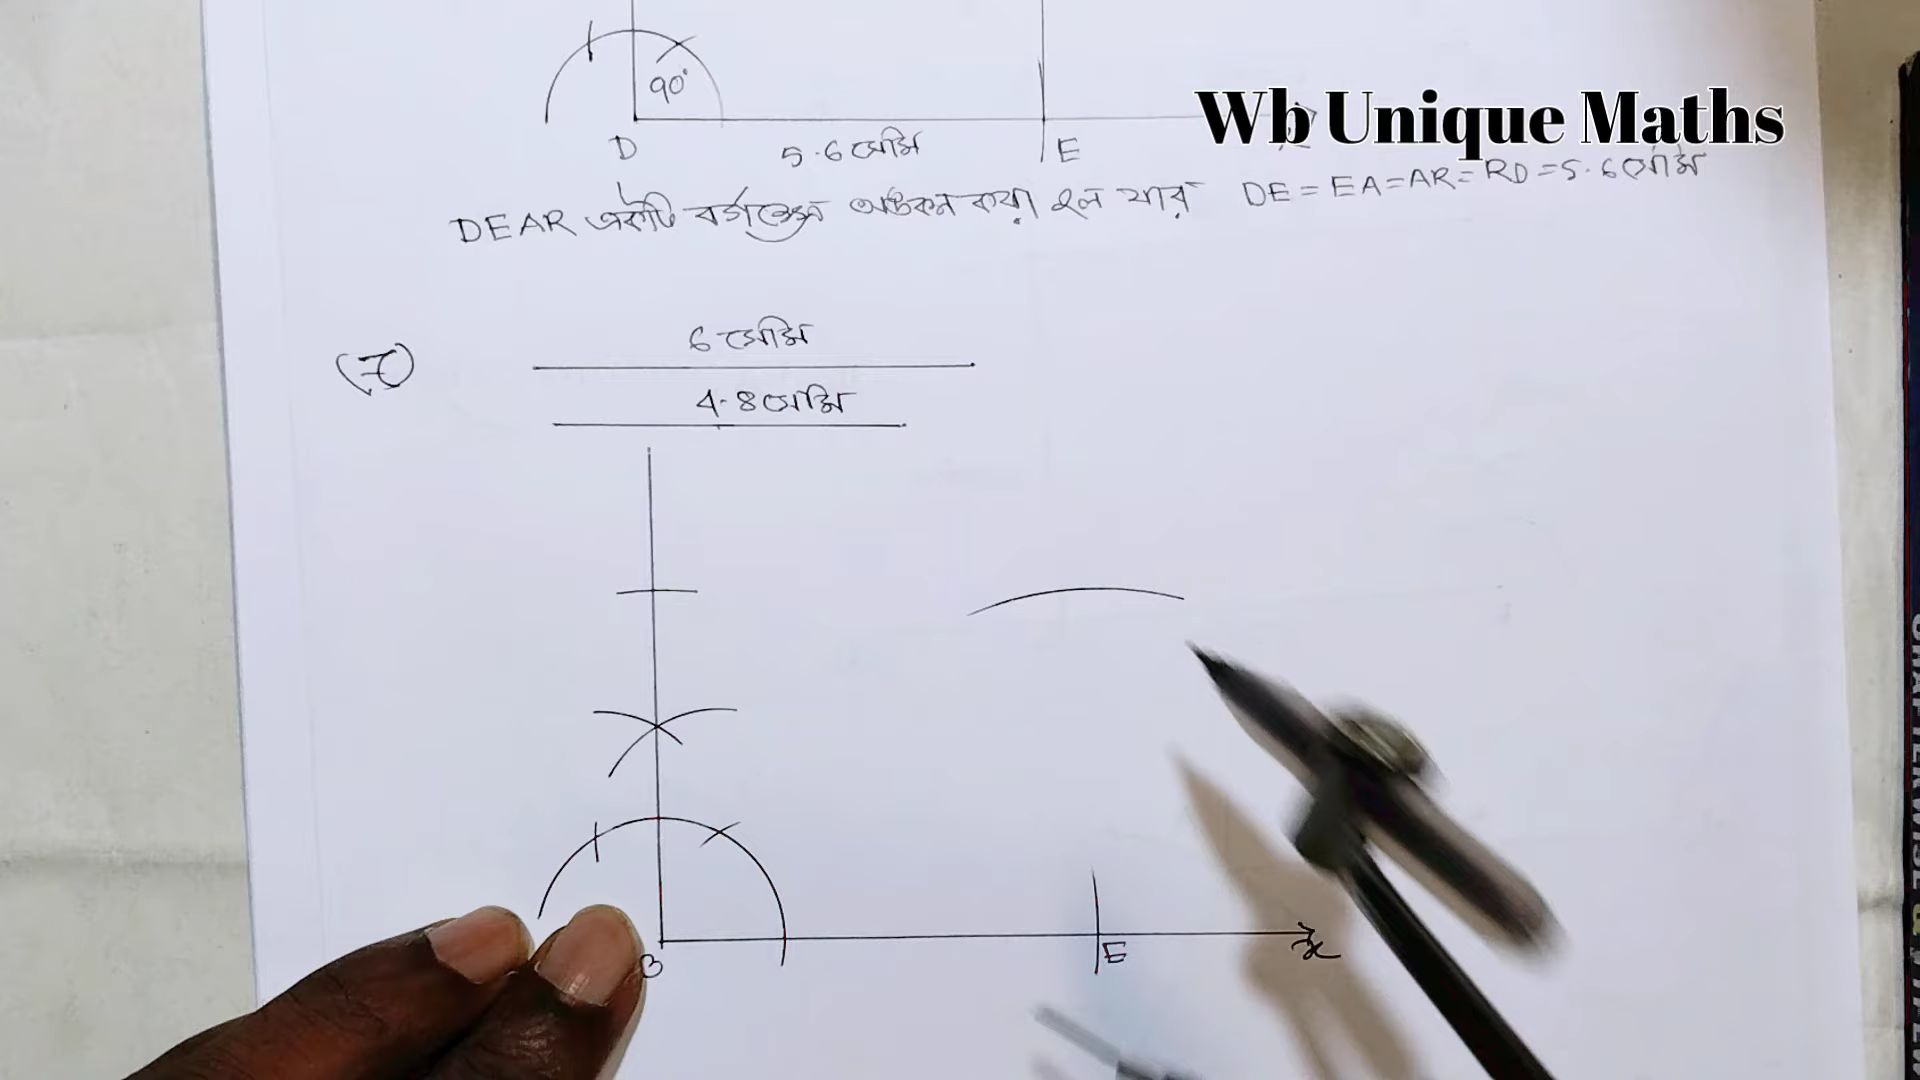 90°
Wb Unique Maths
D
5.6 সেমি
E
DEAR একটি বর্গক্ষেত্র অঙ্কন করা হল যার DE = EA = AR = RD = 5.6 সেমি
6 সেমি
4.8 সেমি
B
E
x